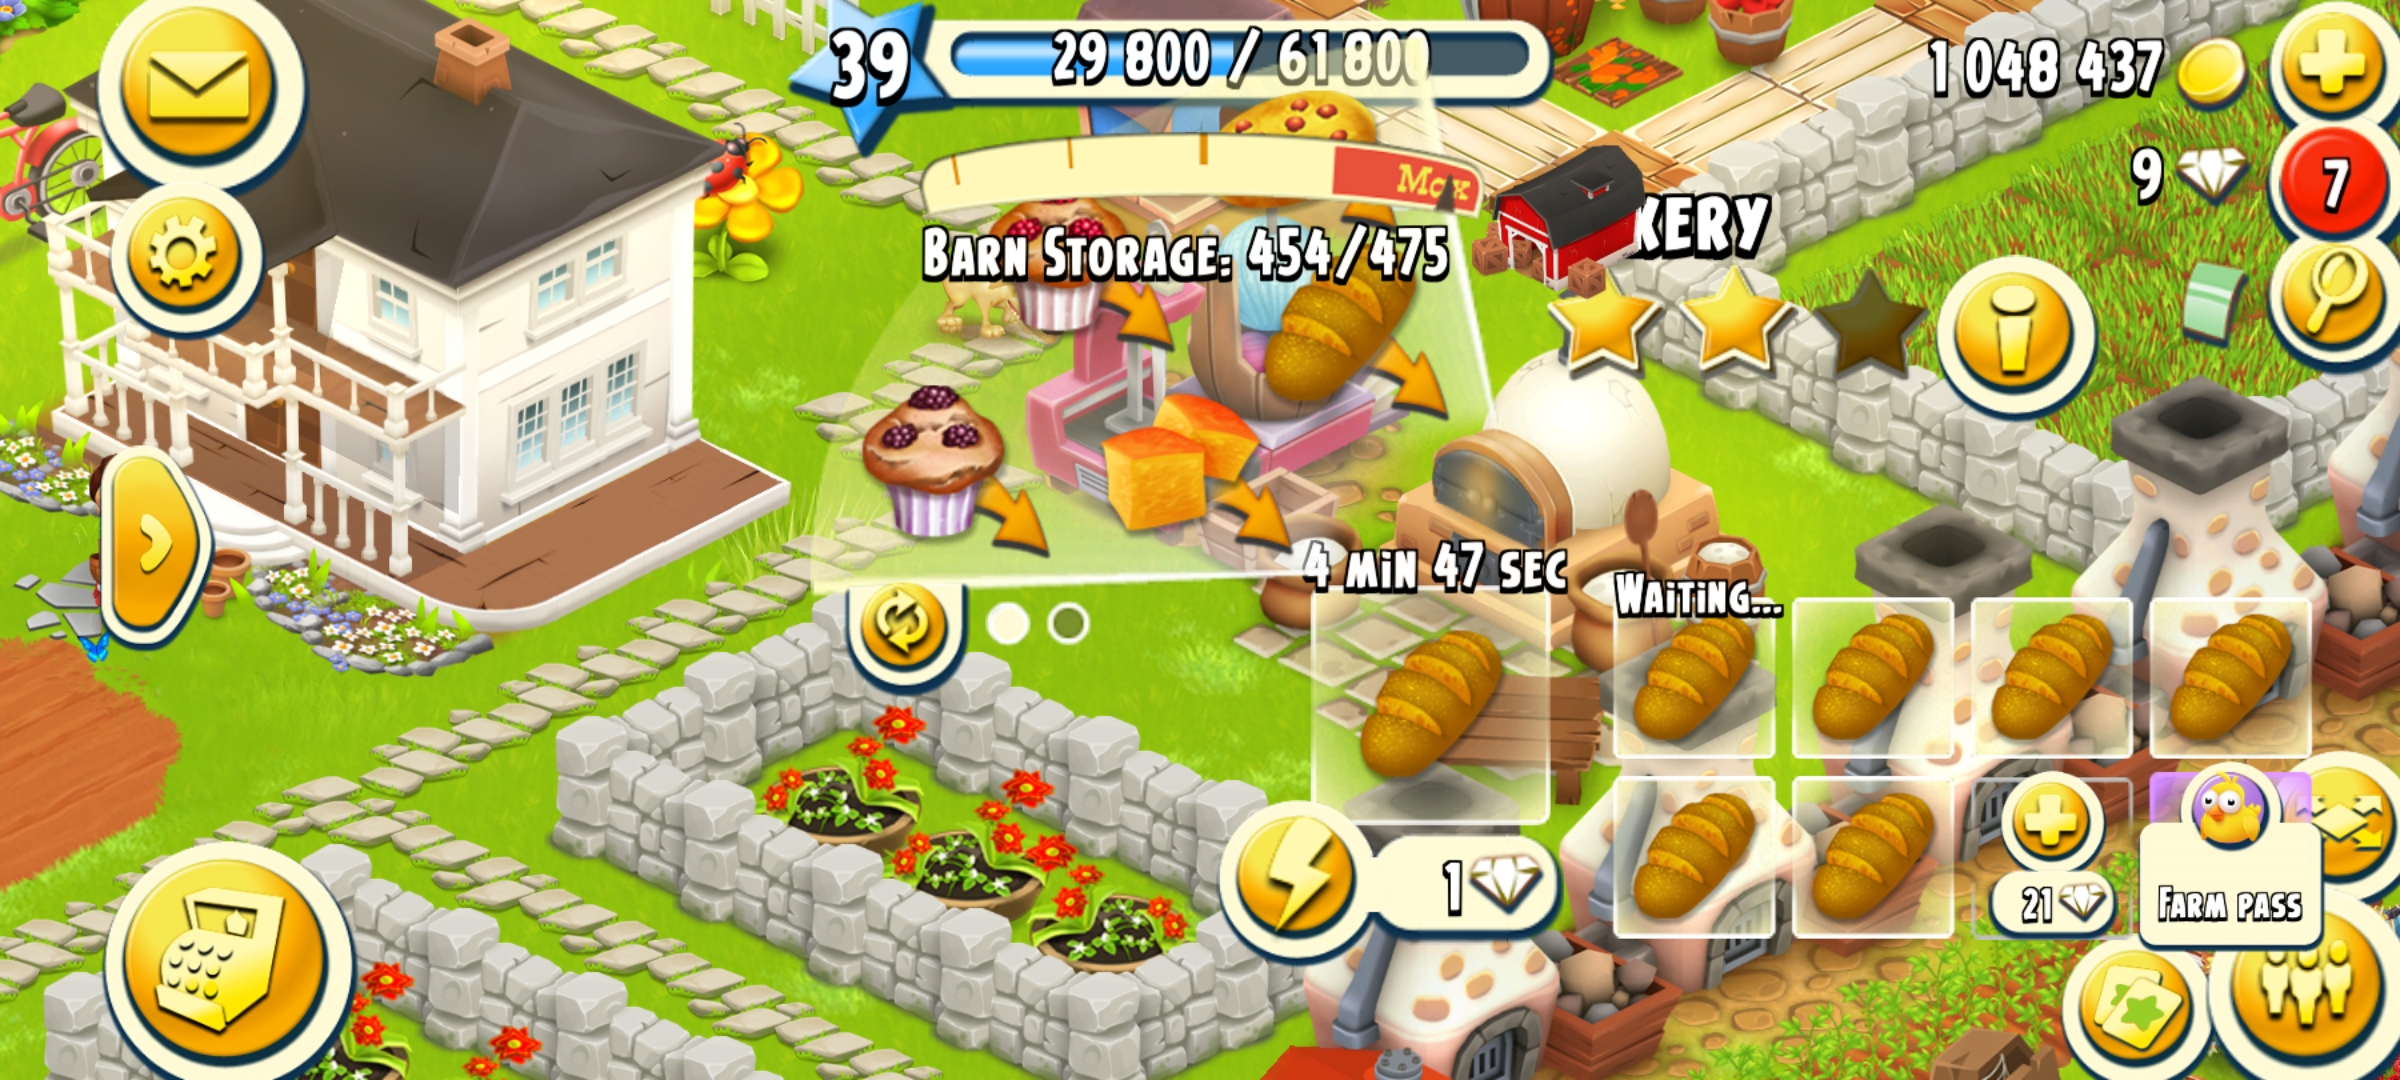 39
29 800 / 61 800
1 048 437
9
7
Max
BARN STORAGE: 454/475
KERY
4 MIN 47 SEC
WAITING...
1
21
FARM PASS